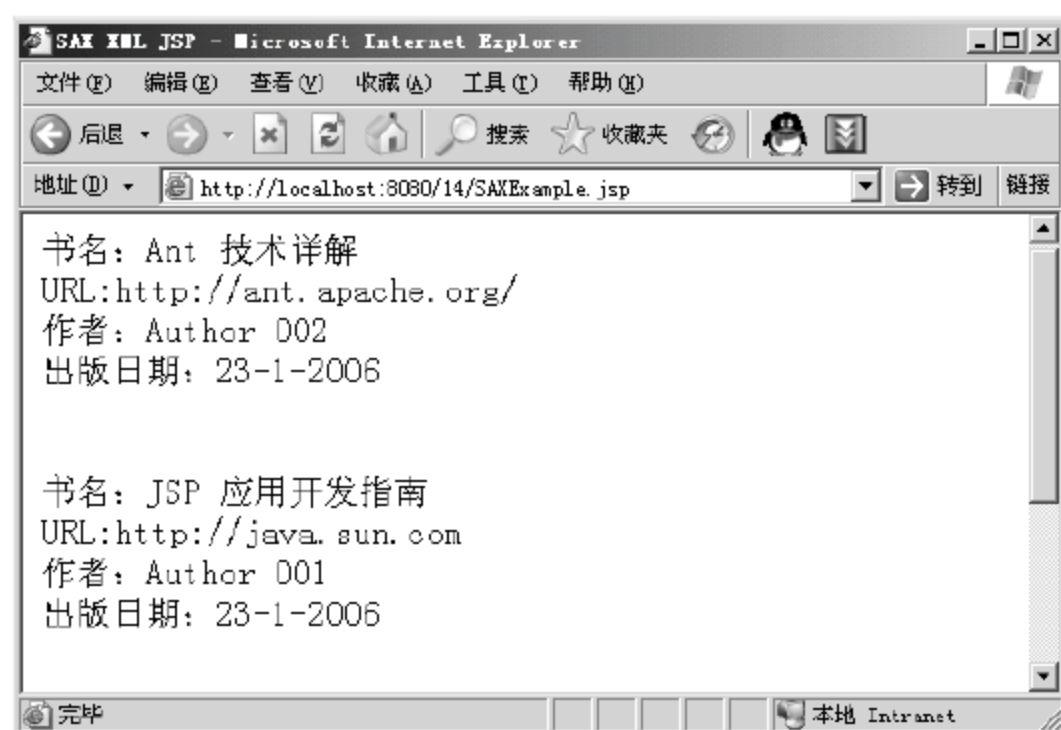 SAX XML JSP - Microsoft Internet Explorer
文件(F) 编辑(E) 查看(V) 收藏(A) 工具(T) 帮助(H)
后退 搜索 收藏夹
地址(D) http://localhost:8080/14/SAXExample.jsp 转到 链接
书名：Ant 技术详解
URL:http://ant.apache.org/
作者：Author 002
出版日期：23-1-2006
书名：JSP 应用开发指南
URL:http://java.sun.com
作者：Author 001
出版日期：23-1-2006
完毕 本地 Intranet